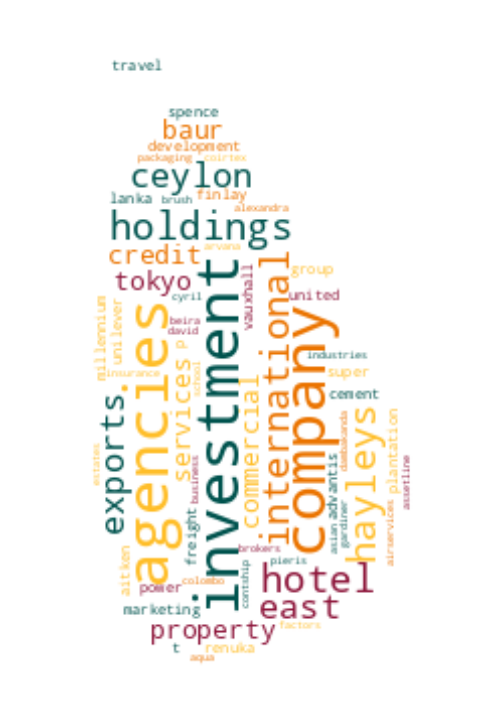 travel
spence
baur
development
packaging
coirtex
ceylon
lanka
brush
finlay
alexandra
holdings
arvana
credit
group
tokyo
cyril
vauxhall
united
millennium
unilever
beira
david
agencies
services
p
investment
international
company
industries
insurance
school
super
commercial
cement
exports.
hayleys
plantation
dambakanda
estates
business
advantis
assetline
asian
gardiner
airservices
freight
brokers
aitken
pieris
power
colombo
contship
hotel
marketing
east
property
factors
t
renuka
aqua